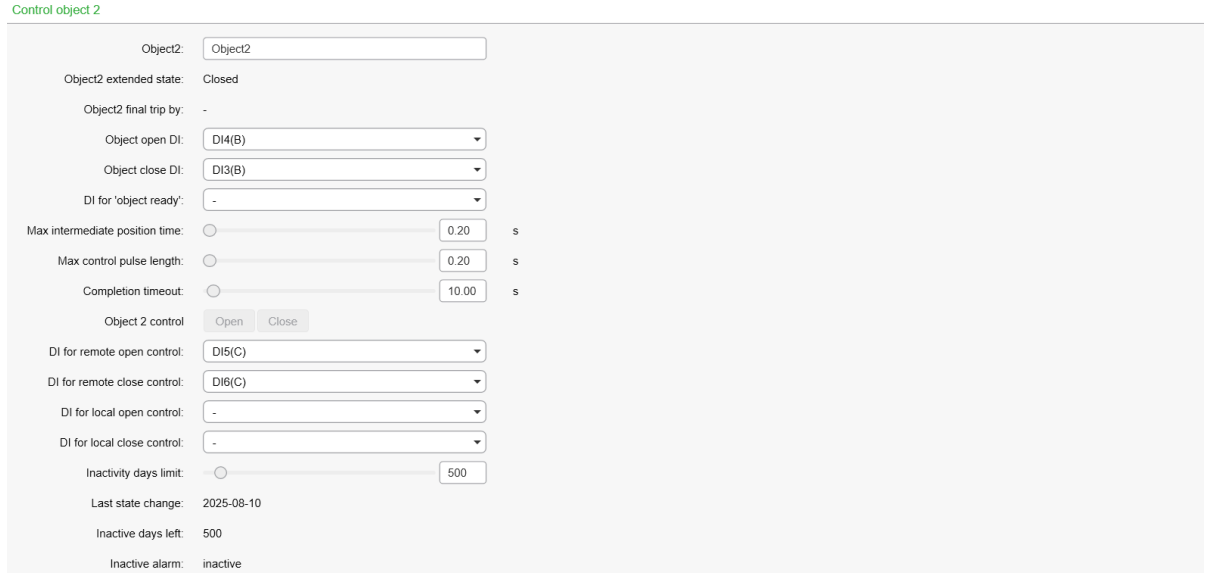 Control object 2
Object2: Object2
Object2 extended state: Closed
Object2 final trip by: -
Object open DI: DI4(B)
Object close DI: DI3(B)
DI for 'object ready': -
Max intermediate position time: 0.20 s
Max control pulse length: 0.20 s
Completion timeout: 10.00 s
Object 2 control Open Close
DI for remote open control: DI5(C)
DI for remote close control: DI6(C)
DI for local open control: -
DI for local close control: -
Inactivity days limit: 500
Last state change: 2025-08-10
Inactive days left: 500
Inactive alarm: inactive